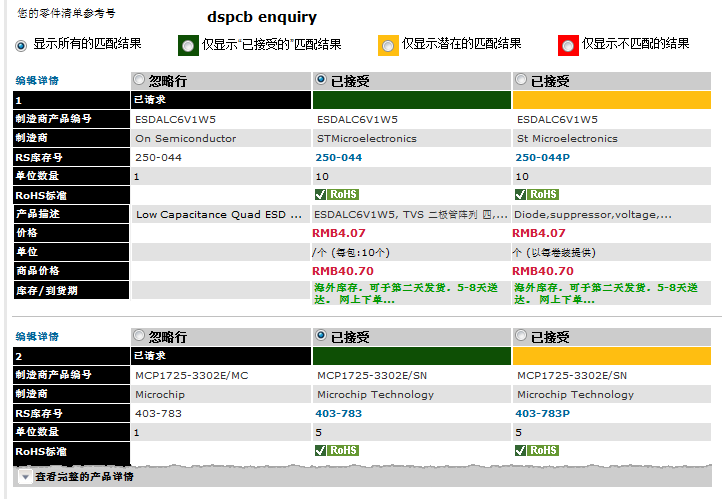 您的零件清单参考号 dspcb enquiry
显示所有的匹配结果 仅显示“已接受的”匹配结果 仅显示潜在的匹配结果 仅显示不匹配的结果
编辑详情 忽略行 已接受 已接受
1 已请求
制造商产品编号 ESDALC6V1W5 ESDALC6V1W5 ESDALC6V1W5
制造商 On Semiconductor STMicroelectronics St Microelectronics
RS库存号 250-044 250-044 250-044P
单位数量 1 10 10
RoHS标准 RoHS RoHS
产品描述 Low Capacitance Quad ESD ... ESDALC6V1W5, TVS 二极管阵列 四,... Diode,suppressor,voltage,...
价格 RMB4.07 RMB4.07
单位 /个 (每包:10个) 个 (以每卷装提供)
商品价格 RMB40.70 RMB40.70
库存/到货期 海外库存。可于第二天发货。5-8天送 海外库存。可于第二天发货。5-8天送
达。 网上下单... 达。 网上下单...
编辑详情 忽略行 已接受 已接受
2 已请求
制造商产品编号 MCP1725-3302E/MC MCP1725-3302E/SN MCP1725-3302E/SN
制造商 Microchip Microchip Technology Microchip Technology
RS库存号 403-783 403-783 403-783P
单位数量 1 5 5
RoHS标准 RoHS RoHS
查看完整的产品详情